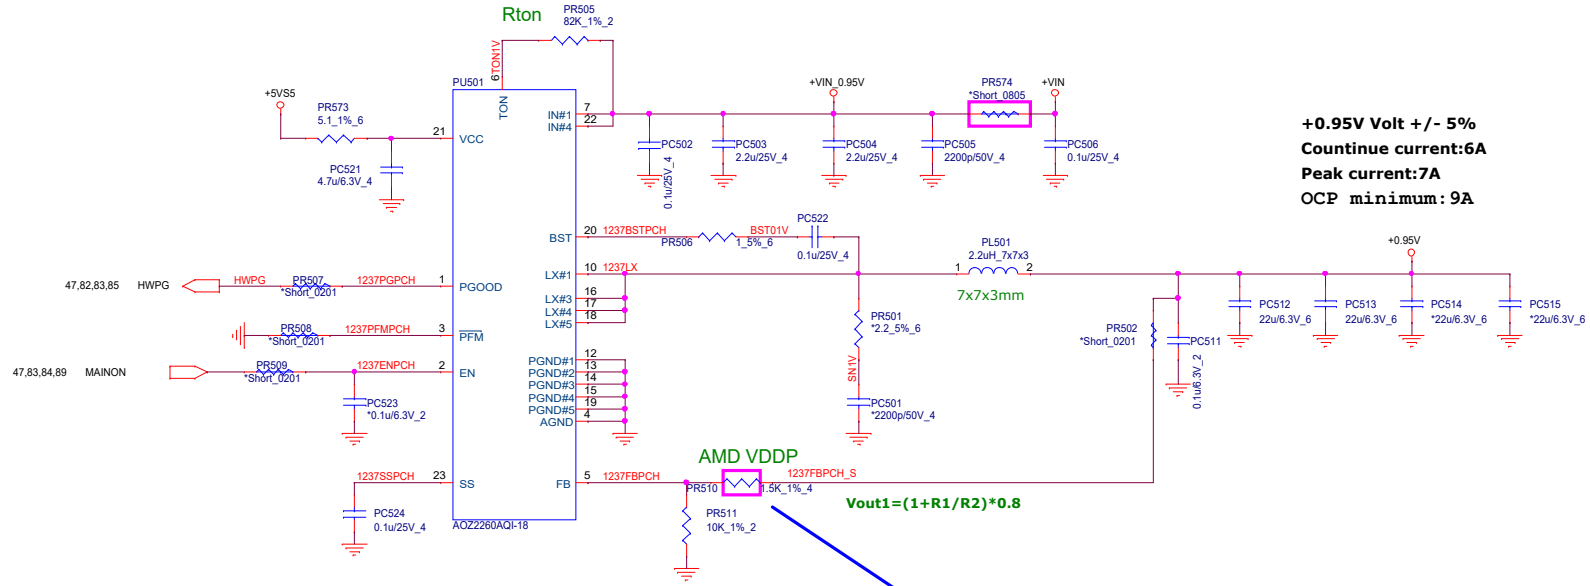 Rton
PR505
82K_1%_2
TON1V
6
PU501
TON
+5VS5
PR573
5.1_1%_6
21
VCC
PC521
4.7u/6.3V_4
7
IN#1
22
IN#4
+VIN_0.95V
PR574
*Short_0805
+VIN
PC502
0.1u/25V_4
PC503
2.2u/25V_4
PC504
2.2u/25V_4
PC505
2200p/50V_4
PC506
0.1u/25V_4
+0.95V Volt +/- 5%
Countinue current:6A
Peak current:7A
OCP minimum:9A
BST
20
1237BSTPCH
PR506
BST01V
1_5%_6
PC522
0.1u/25V_4
LX#1
10
1237LX
LX#3
16
LX#4
17
LX#5
18
1
PL501
2.2uH_7x7x3
2
7x7x3mm
+0.95V
47,82,83,85
HWPG
HWPG
PR507
*Short_0201
1237PGPCH
1
PGOOD
PR508
*Short_0201
1237PFMPCH
3
PFM
47,83,84,89
MAINON
PR509
*Short_0201
1237ENPCH
2
EN
PC523
*0.1u/6.3V_2
PGND#1
12
PGND#2
13
PGND#3
14
PGND#4
15
PGND#5
19
AGND
4
PR501
*2.2_5%_6
SN1V
PC501
*2200p/50V_4
PR502
*Short_0201
PC511
0.1u/6.3V_2
PC512
22u/6.3V_6
PC513
22u/6.3V_6
PC514
*22u/6.3V_6
PC515
*22u/6.3V_6
1237SSPCH
23
SS
PC524
0.1u/25V_4
FB
5
1237FBPCH
AMD VDDP
PR510
1.5K_1%_4
1237FBPCH_S
Vout1=(1+R1/R2)*0.8
PR511
10K_1%_2
AOZ2260AQI-18